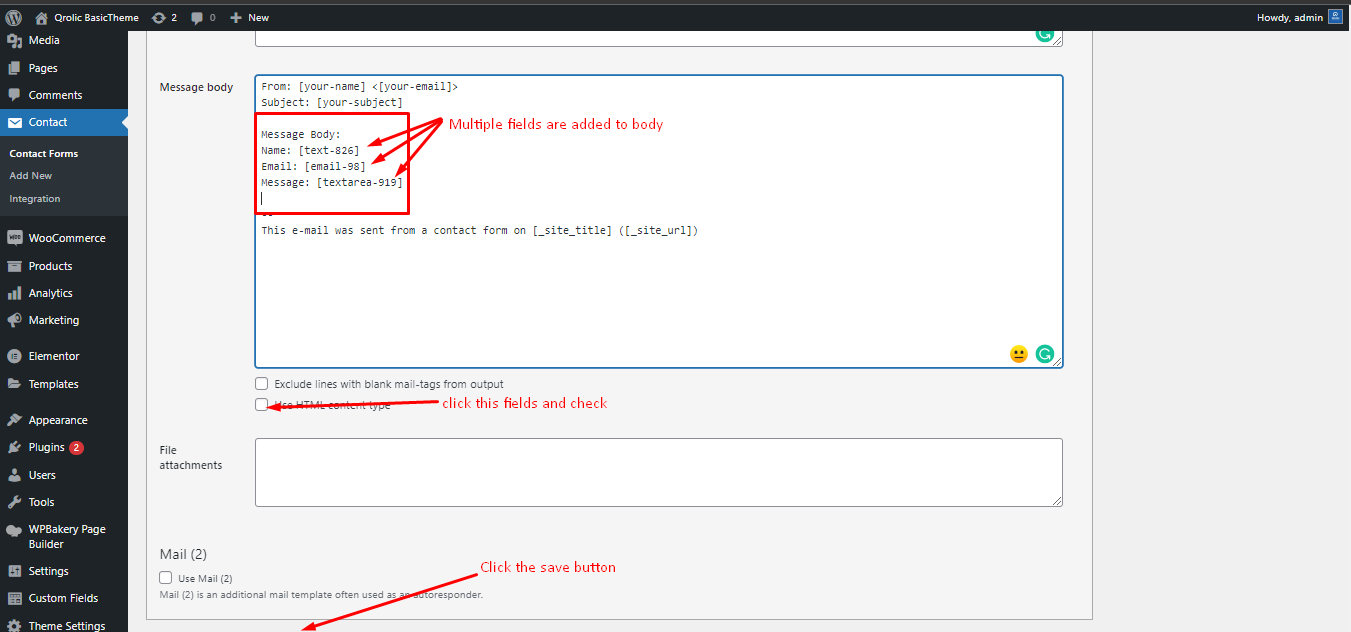 Qrolic BasicTheme 2 0 New Howdy, admin
Media
Pages
Comments
Contact
Contact Forms
Add New
Integration
WooCommerce
Products
Analytics
Marketing
Elementor
Templates
Appearance
Plugins 2
Users
Tools
WPBakery Page
Builder
Settings
Custom Fields
Theme Settings
Message body
From: [your-name] <[your-email]>
Subject: [your-subject]
Message Body:
Name: [text-826]
Email: [email-98]
Message: [textarea-919]
--
This e-mail was sent from a contact form on [_site_title] ([_site_url])
Multiple fields are added to body
Exclude lines with blank mail-tags from output
Use HTML content type
click this fields and check
File
attachments
Mail (2)
Use Mail (2)
Mail (2) is an additional mail template often used as an autoresponder.
Click the save button